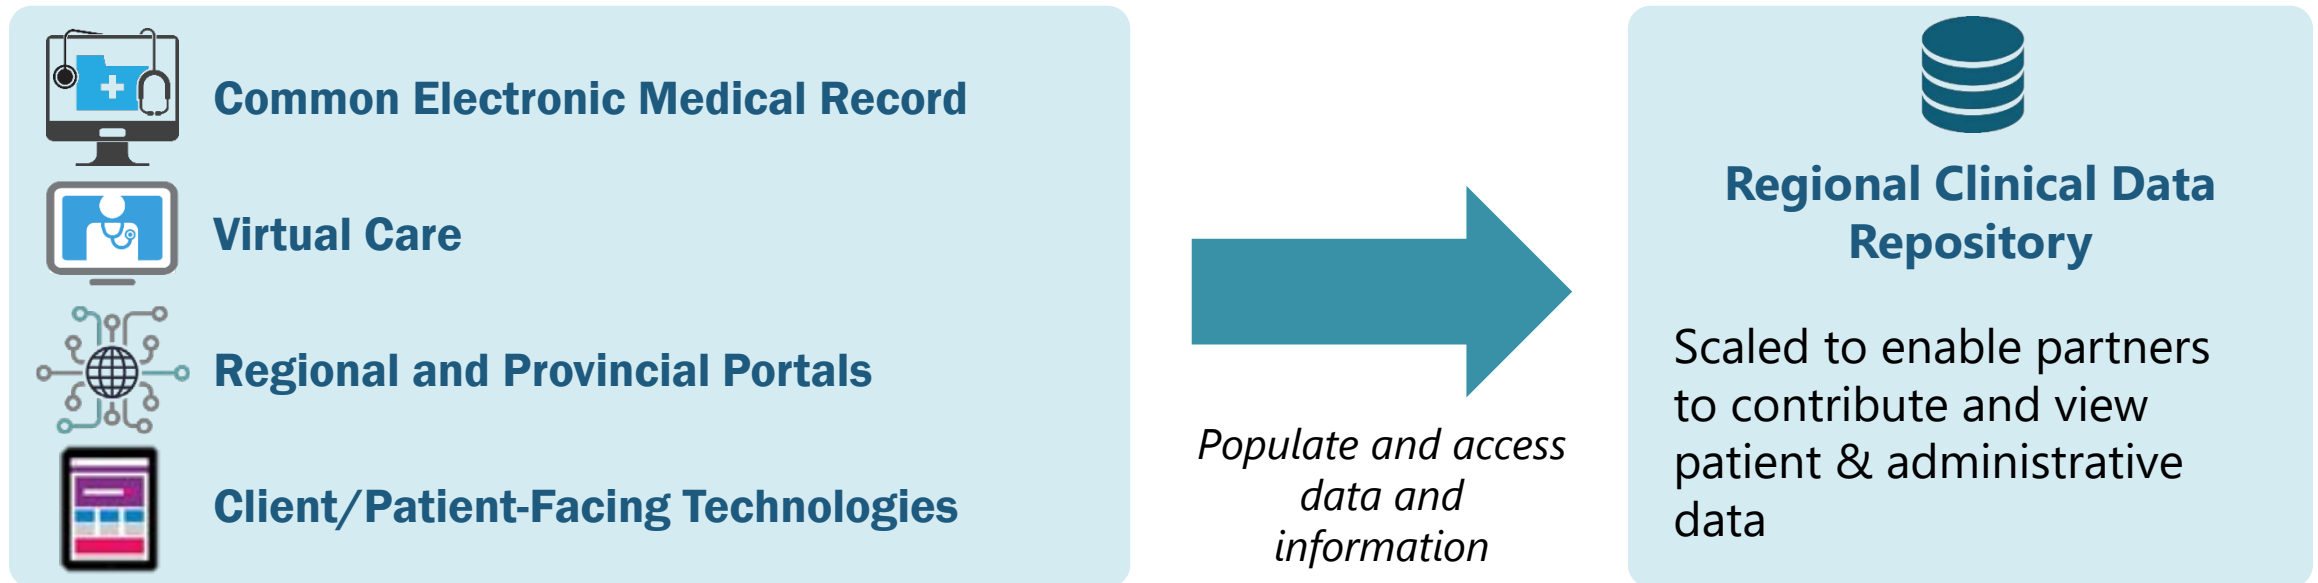 Common Electronic Medical Record
Virtual Care
Regional and Provincial Portals
Client/Patient-Facing Technologies
Populate and access
data and
information
Regional Clinical Data
Repository
Scaled to enable partners
to contribute and view
patient & administrative
data